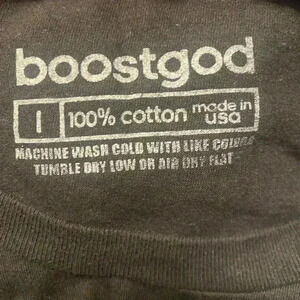 boostgod
100% cotton made in usa
MACHINE WASH COLD WITH LIKE COLORS
TUMBLE DRY LOW OR AIR DRY FLAT